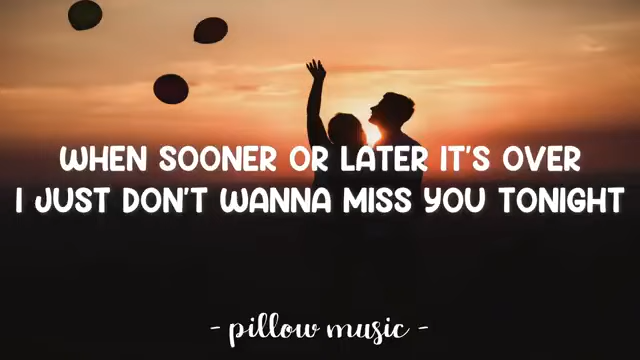 WHEN SOONER OR LATER IT'S OVER
I JUST DON'T WANNA MISS YOU TONIGHT
- pillow music -